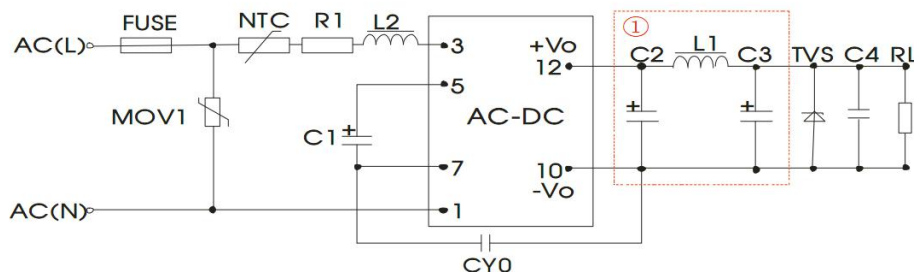 FUSE
NTC
R1
L2
①
AC(L)
3
+Vo
12
C2
L1
C3
TVS
C4
RL
5
MOV1
C1
+
AC-DC
+
+
7
10
-Vo
AC(N)
1
CY0